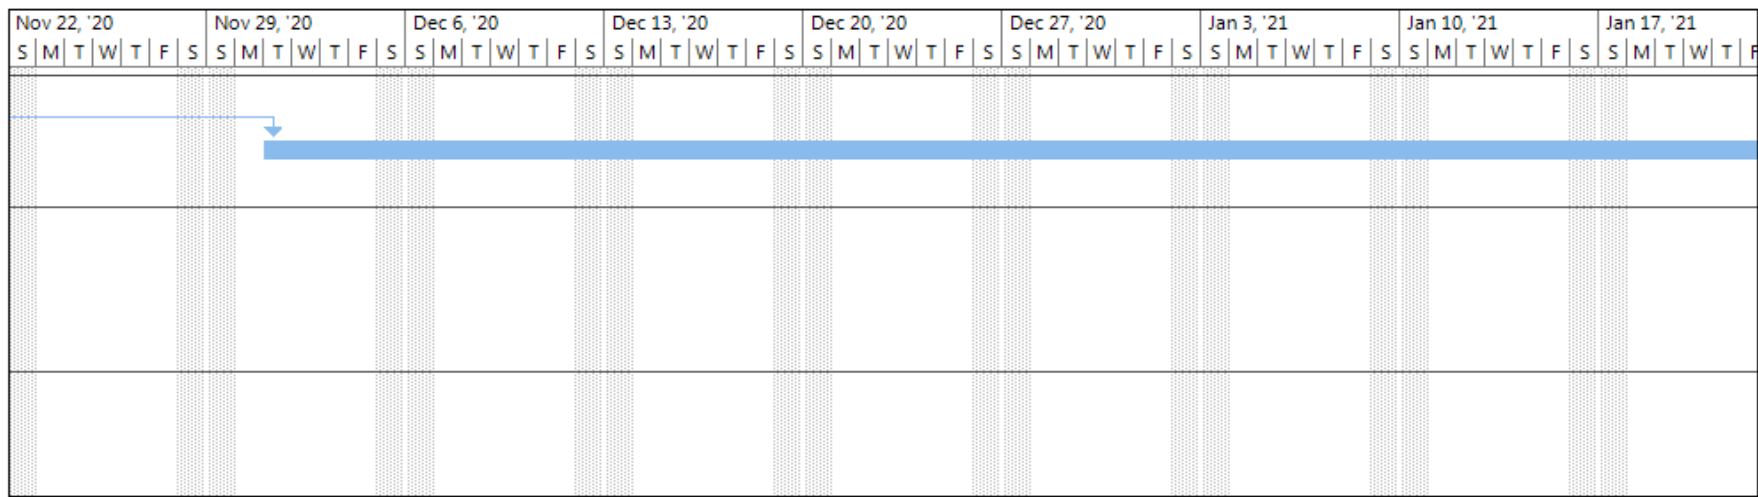 Nov 22, '20 Nov 29, '20 Dec 6, '20 Dec 13, '20 Dec 20, '20 Dec 27, '20 Jan 3, '21 Jan 10, '21 Jan 17, '21
S M T W T F S S M T W T F S S M T W T F S S M T W T F S S M T W T F S S M T W T F S S M T W T F S S M T W T F S S M T W T F